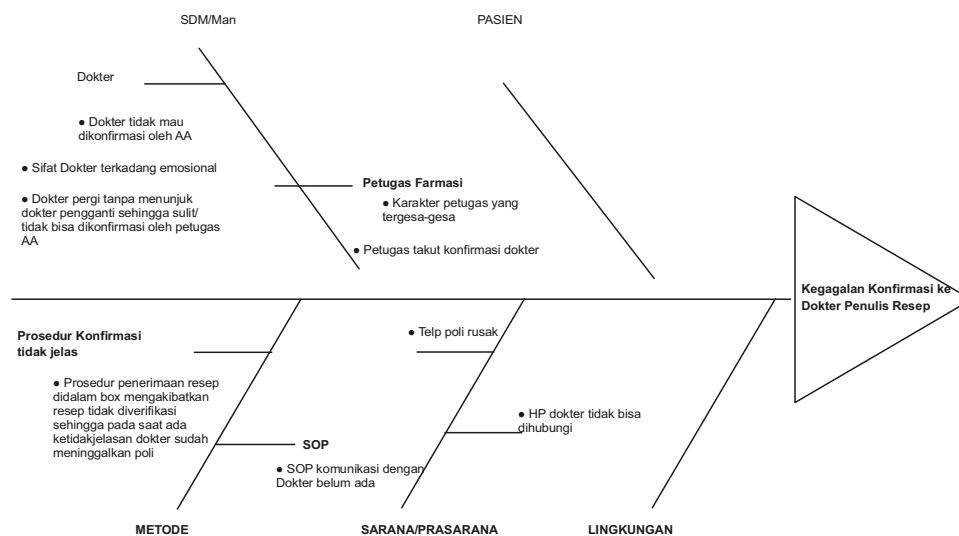 SDM/Man
PASIEN
Dokter
● Dokter tidak mau
dikonfirmasi oleh AA
● Sifat Dokter terkadang emosional
● Dokter pergi tanpa menunjuk
dokter pengganti sehingga sulit/
tidak bisa dikonfirmasi oleh petugas
AA
Petugas Farmasi
● Karakter petugas yang
tergesa-gesa
● Petugas takut konfirmasi dokter
Kegagalan Konfirmasi ke
Dokter Penulis Resep
Prosedur Konfirmasi
tidak jelas
● Prosedur penerimaan resep
didalam box mengakibatkan
resep tidak diverifikasi
sehingga pada saat ada
ketidakjelasan dokter sudah
meninggalkan poli
SOP
● SOP komunikasi dengan
Dokter belum ada
● Telp poli rusak
● HP dokter tidak bisa
dihubungi
METODE
SARANA/PRASARANA
LINGKUNGAN